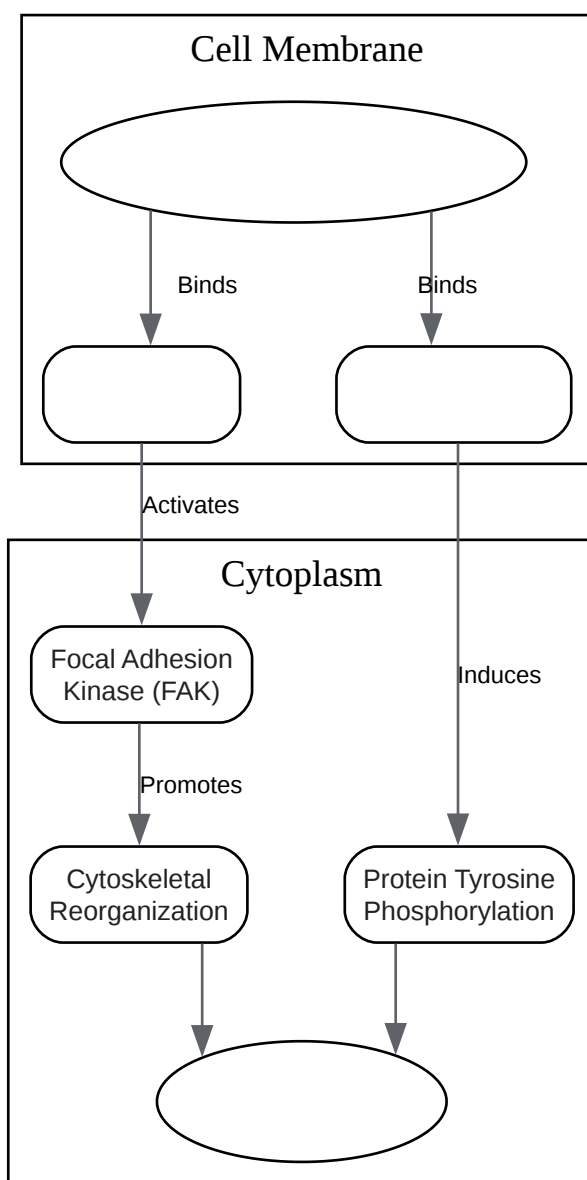 Cell Membrane
Binds
Binds
Activates
Cytoplasm
Focal Adhesion
Kinase (FAK)
Induces
Promotes
Cytoskeletal
Reorganization
Protein Tyrosine
Phosphorylation